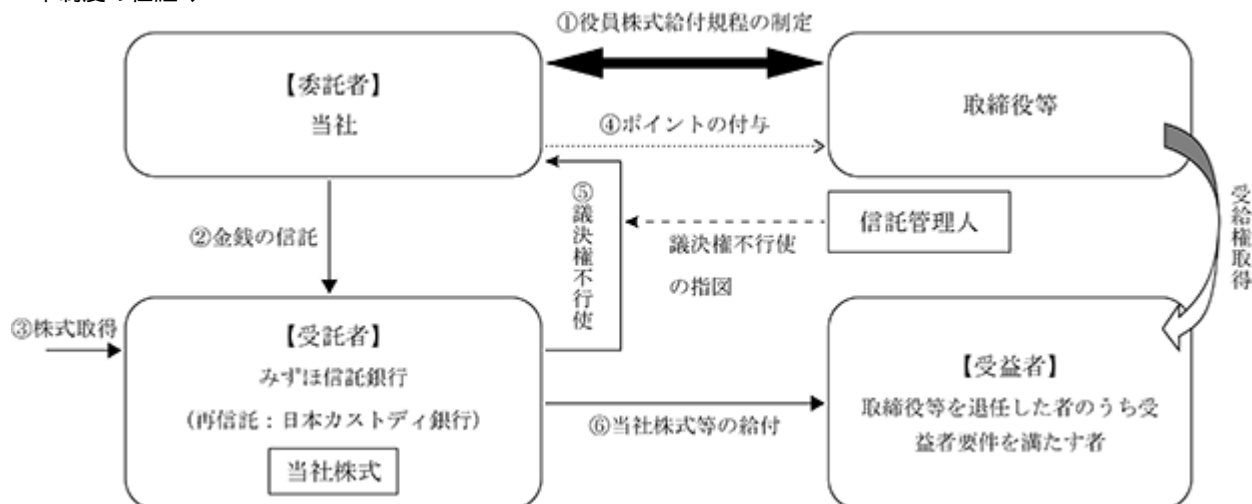 ①役員株式給付規程の制定
【委託者】
当社
取締役等
④ポイントの付与
②金銭の信託
⑤議決権不行使
議決権不行使
の指図
信託管理人
受給権取得
③株式取得
【受託者】
みずほ信託銀行
(再信託:日本カストディ銀行)
当社株式
⑥当社株式等の給付
【受益者】
取締役等を退任した者のうち受
益者要件を満たす者